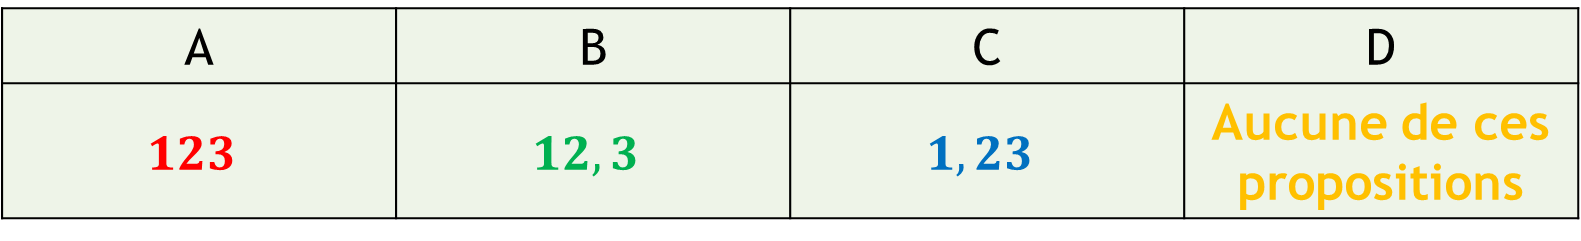 A B C D
123 12,3 1,23 Aucune de ces
propositions